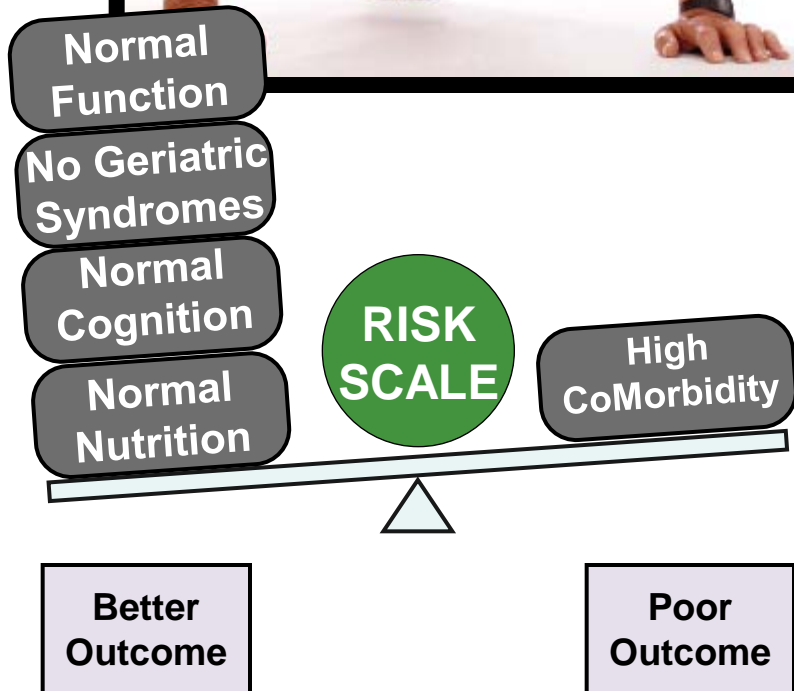 Normal
Function
No Geriatric
Syndromes
Normal
Cognition
Normal
Nutrition
RISK
SCALE
High
CoMorbidity
Better
Outcome
Poor
Outcome